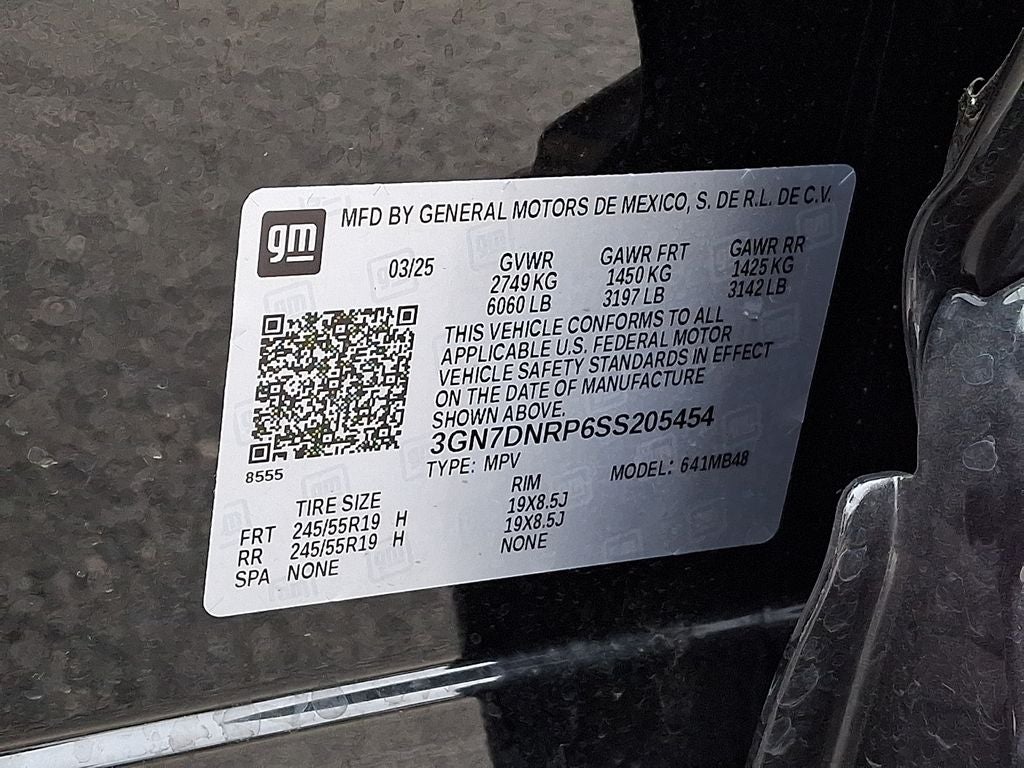 gm
MFD BY GENERAL MOTORS DE MEXICO, S. DE R.L. DE C.V.
03/25 GVWR GAWR FRT GAWR RR
2749 KG 1450 KG 1425 KG
6060 LB 3197 LB 3142 LB
THIS VEHICLE CONFORMS TO ALL
APPLICABLE U.S. FEDERAL MOTOR
VEHICLE SAFETY STANDARDS IN EFFECT
ON THE DATE OF MANUFACTURE
SHOWN ABOVE.
3GN7DNRP6SS205454
8555 TYPE: MPV MODEL: 641MB48
TIRE SIZE RIM
FRT 245/55R19 H 19X8.5J
RR 245/55R19 H 19X8.5J
SPA NONE NONE